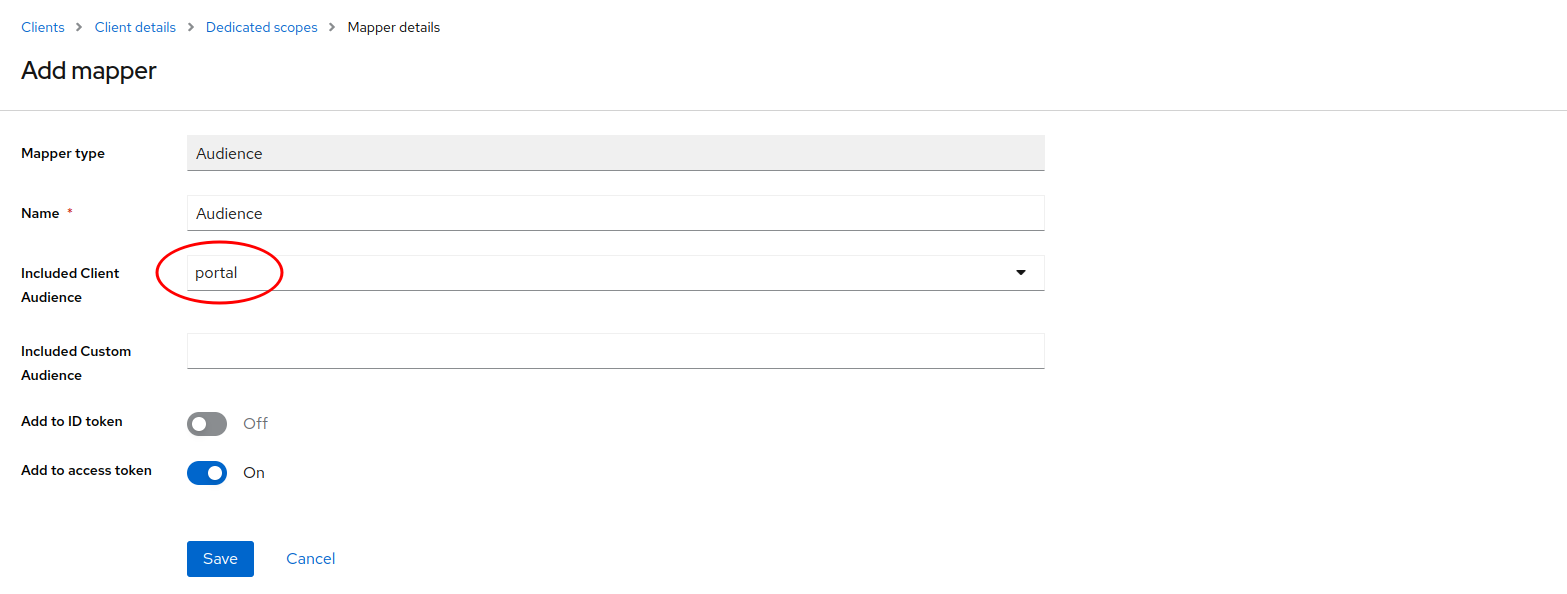 Clients > Client details > Dedicated scopes > Mapper details
Add mapper
Mapper type
Audience
Name *
Audience
Included Client
Audience
portal
Included Custom
Audience
Add to ID token
Off
Add to access token
On
Save
Cancel